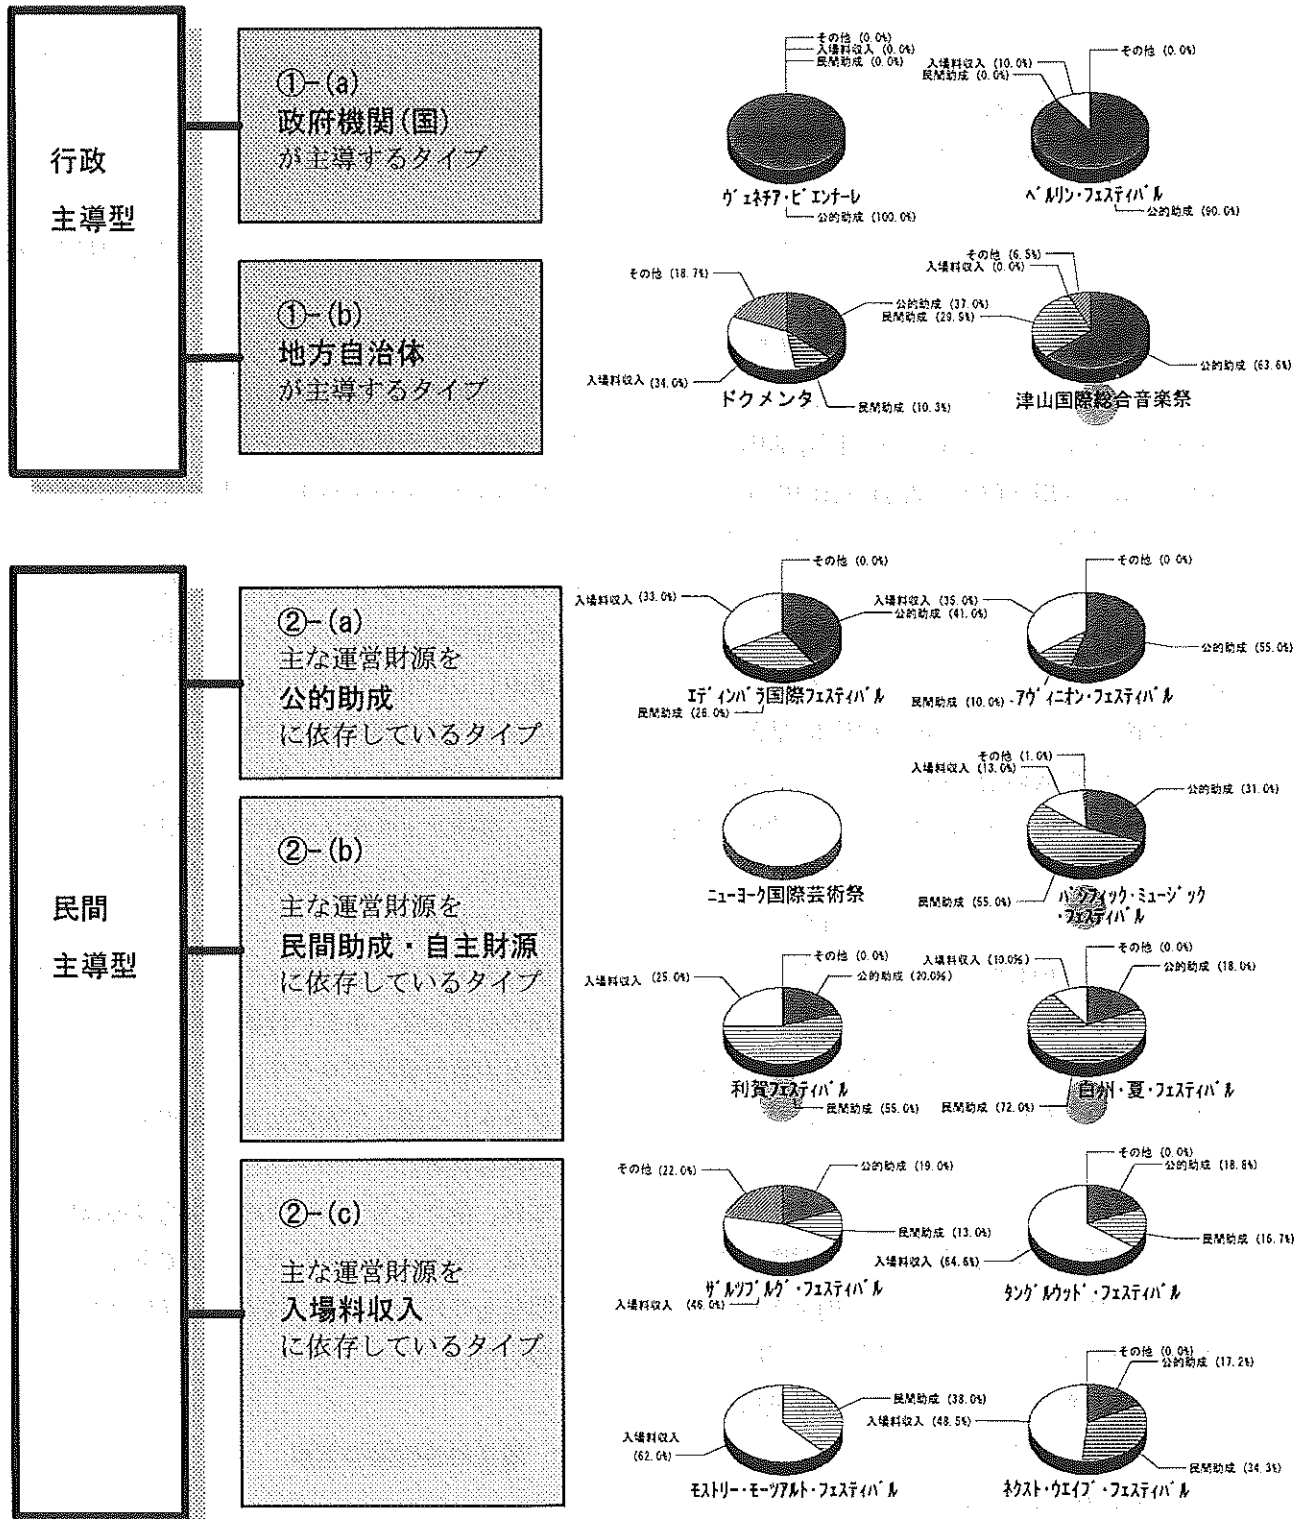 行政
主導型
①-(a)
政府機関(国)
が主導するタイプ
その他 (0.0%)
入場料収入 (0.0%)
民間助成 (0.0%)
ヴェネチア・ビエンナーレ
公的助成 (100.0%)
その他 (0.0%)
入場料収入 (10.0%)
民間助成 (0.0%)
ベルリン・フェスティバル
公的助成 (90.0%)
①-(b)
地方自治体
が主導するタイプ
その他 (18.7%)
公的助成 (37.0%)
入場料収入 (34.0%)
ドクメンタ
民間助成 (10.3%)
その他 (6.5%)
入場料収入 (0.0%)
民間助成 (29.9%)
公的助成 (63.6%)
津山国際総合音楽祭
民間
主導型
②-(a)
主な運営財源を
公的助成
に依存しているタイプ
その他 (0.0%)
入場料収入 (33.0%)
公的助成 (41.0%)
エディンバラ国際フェスティバル
民間助成 (26.0%)
その他 (0.0%)
入場料収入 (35.0%)
公的助成 (55.0%)
民間助成 (10.0%)
アヴィニオン・フェスティバル
②-(b)
主な運営財源を
民間助成・自主財源
に依存しているタイプ
ニューヨーク国際芸術祭
その他 (1.0%)
入場料収入 (13.0%)
公的助成 (31.0%)
民間助成 (55.0%)
パシフィック・ミュージック
・フェスティバル
その他 (0.0%)
入場料収入 (25.0%)
公的助成 (20.0%)
利賀フェスティバル
民間助成 (55.0%)
その他 (0.0%)
入場料収入 (10.0%)
公的助成 (18.0%)
白州・夏・フェスティバル
民間助成 (72.0%)
②-(c)
主な運営財源を
入場料収入
に依存しているタイプ
その他 (22.0%)
公的助成 (19.0%)
民間助成 (13.0%)
ザルツブルグ・フェスティバル
入場料収入 (46.0%)
その他 (0.0%)
公的助成 (18.8%)
民間助成 (16.7%)
入場料収入 (64.6%)
タングルウッド・フェスティバル
民間助成 (38.0%)
入場料収入
(62.0%)
モストリー・モーツアルト・フェスティバル
その他 (0.0%)
公的助成 (17.2%)
入場料収入 (48.5%)
民間助成 (34.3%)
ネクスト・ウエイブ・フェスティバル